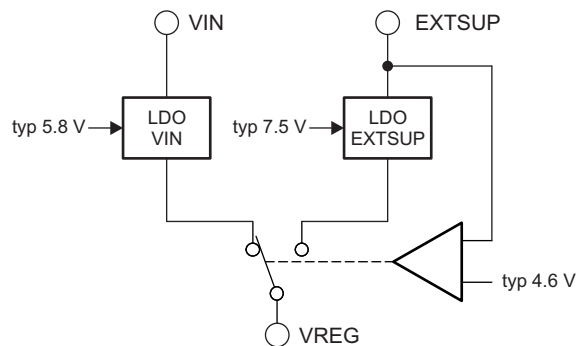 VIN
EXTSUP
typ 5.8 V
LDO
VIN
typ 7.5 V
LDO
EXTSUP
typ 4.6 V
VREG